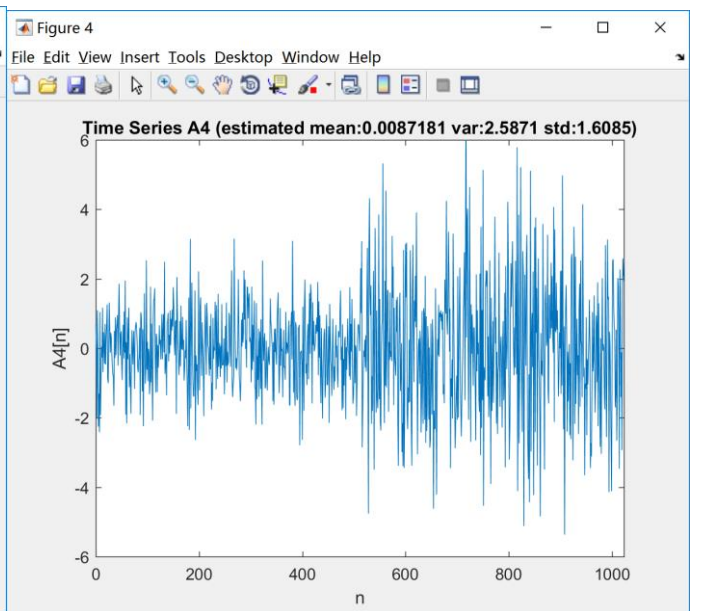 Figure 4
File Edit View Insert Tools Desktop Window Help
Time Series A4 (estimated mean:0.0087181 var:2.5871 std:1.6085)
6
4
2
0
-2
-4
-6
A4[n]
0 200 400 600 800 1000
n